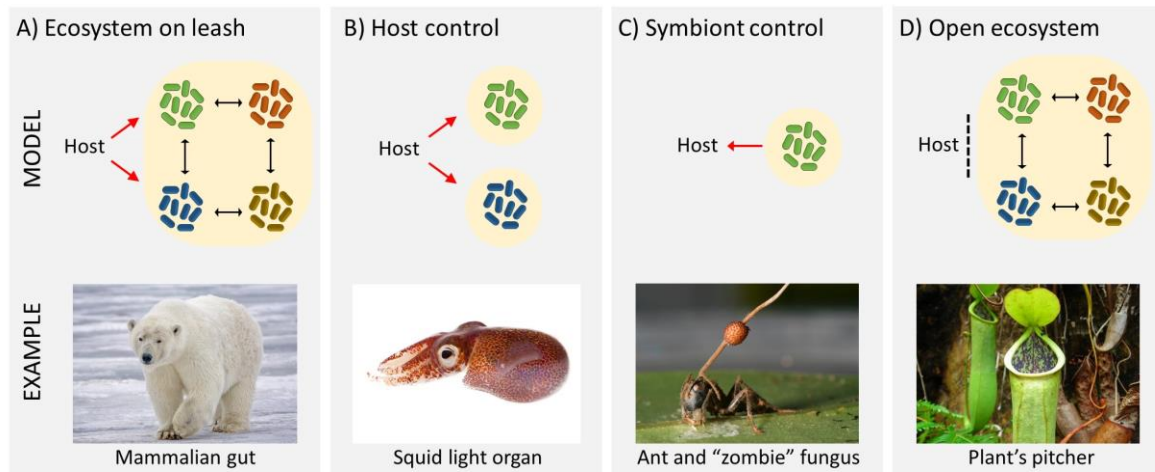 A) Ecosystem on leash
B) Host control
C) Symbiont control
D) Open ecosystem
MODEL
Host
Host
Host
Host
EXAMPLE
Mammalian gut
Squid light organ
Ant and “zombie” fungus
Plant’s pitcher